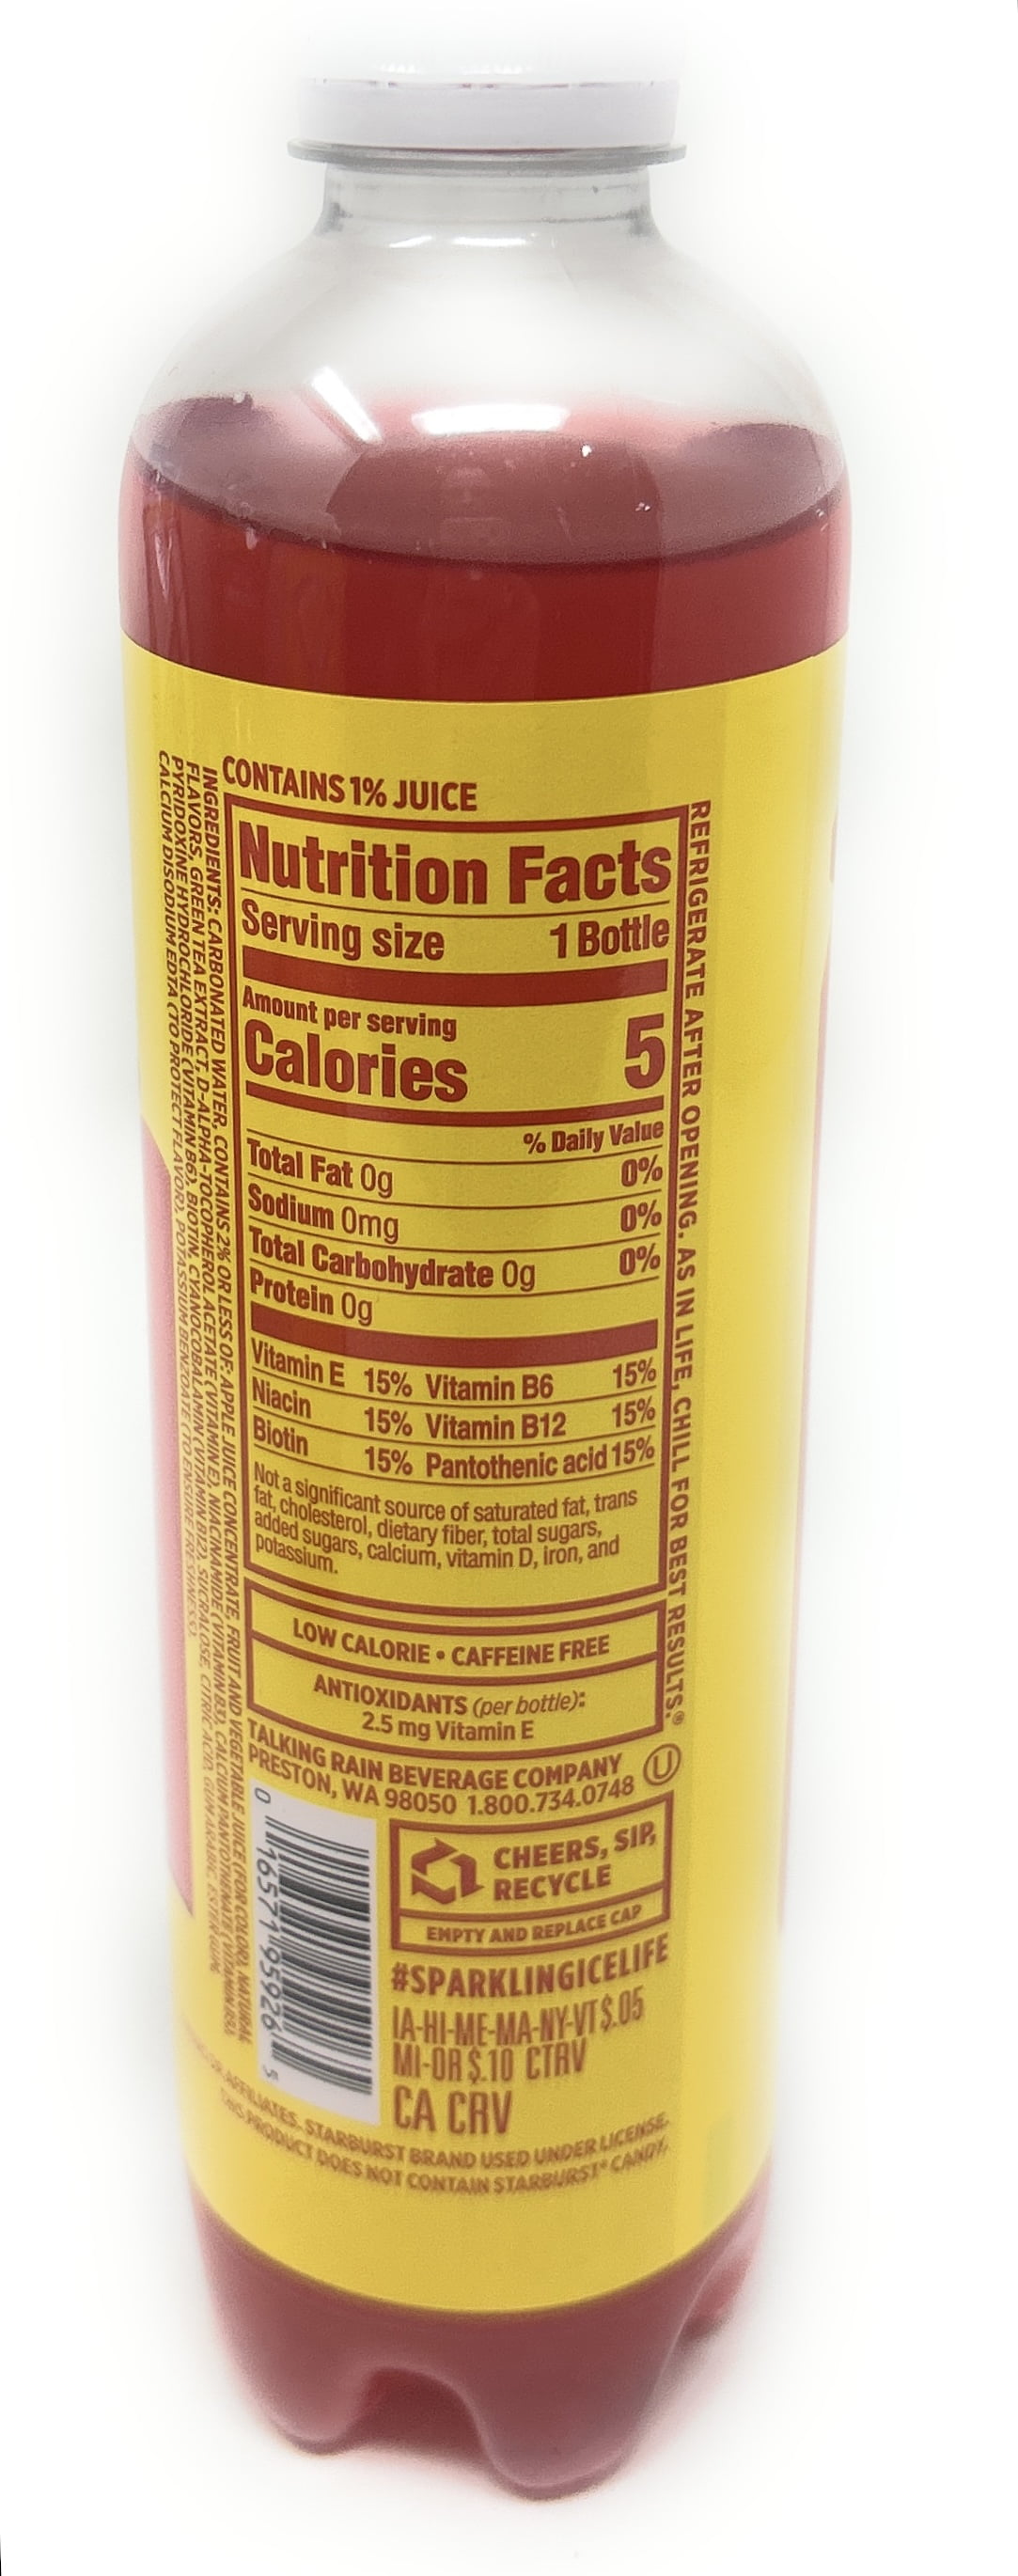 CONTAINS 1% JUICE
Nutrition Facts
Serving size 1 Bottle
Amount per serving
Calories 5
% Daily Value
Total Fat 0g 0%
Sodium 0mg 0%
Total Carbohydrate 0g 0%
Protein 0g
Vitamin E 15% Vitamin B6 15%
Niacin 15% Vitamin B12 15%
Biotin 15% Pantothenic acid 15%
Not a significant source of saturated fat, trans
fat, cholesterol, dietary fiber, total sugars,
added sugars, calcium, vitamin D, iron, and
potassium.
LOW CALORIE • CAFFEINE FREE
ANTIOXIDANTS (per bottle):
2.5 mg Vitamin E
TALKING RAIN BEVERAGE COMPANY
PRESTON, WA 98050 1.800.734.0748
U
CHEERS, SIP,
RECYCLE
EMPTY AND REPLACE CAP
#SPARKLINGICELIFE
IA-HI-ME-MA-NY-VT $.05
MI-OR $.10 CTRV
CA CRV
0 16571 95926 5
OR AFFILIATES. STARBURST BRAND USED UNDER LICENSE.
THIS PRODUCT DOES NOT CONTAIN STARBURST® CANDY.
REFRIGERATE AFTER OPENING. AS IN LIFE, CHILL FOR BEST RESULTS.®
INGREDIENTS: CARBONATED WATER, CONTAINS 2% OR LESS OF: APPLE JUICE CONCENTRATE, FRUIT AND VEGETABLE JUICE (FOR COLOR), NATURAL
FLAVORS, GREEN TEA EXTRACT, D-ALPHA-TOCOPHEROL ACETATE (VITAMIN E), NIACINAMIDE (VITAMIN B3), CALCIUM PANTOTHENATE (VITAMIN B5),
PYRIDOXINE HYDROCHLORIDE (VITAMIN B6), BIOTIN, CYANOCOBALAMIN (VITAMIN B12), SUCRALOSE, CITRIC ACID, GUM ARABIC, ESTER GUM,
CALCIUM DISODIUM EDTA (TO PROTECT FLAVOR), POTASSIUM BENZOATE (TO ENSURE FRESHNESS).